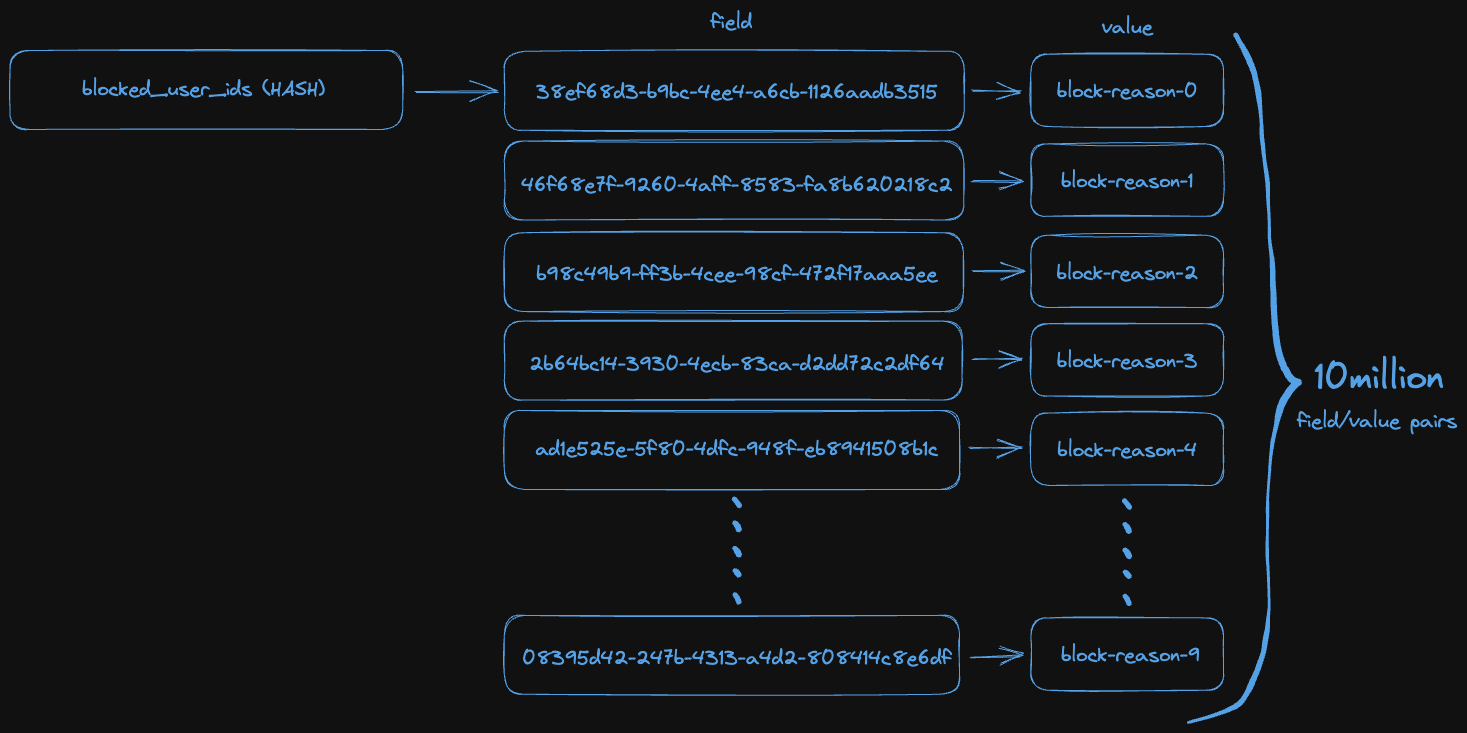 field
value
blocked_user_ids (HASH)
38ef68d3-b9bc-4ee4-a6cb-1126aadb3515
block-reason-0
46f68e7f-9260-4aff-8583-fa8b620218c2
block-reason-1
b98c49b9-ff3b-4cee-98cf-472f17aaa5ee
block-reason-2
2b64bc14-3930-4ecb-83ca-d2dd72c2df64
block-reason-3
10million
field/value pairs
ad1e525e-5f80-4dfc-948f-eb8941508b1c
block-reason-4
08395d42-247b-4313-a4d2-808414c8e6df
block-reason-9